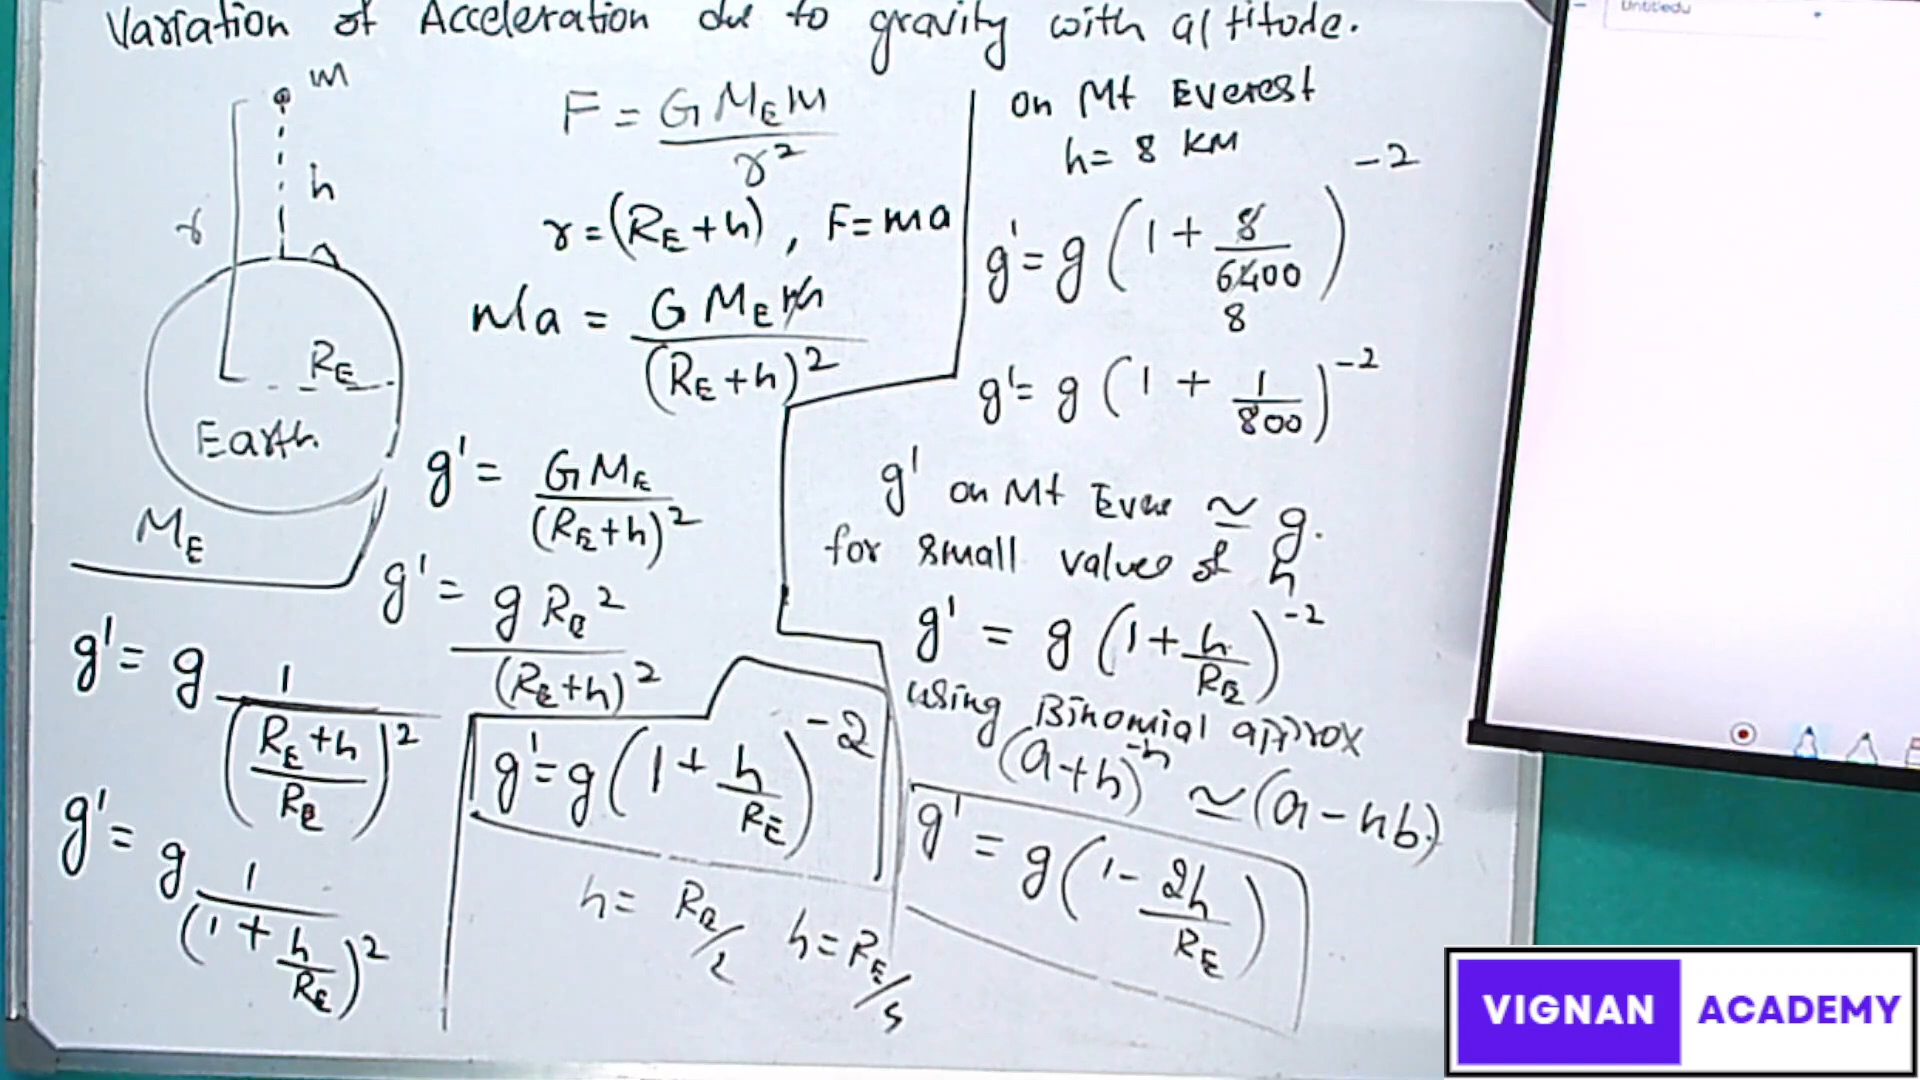 Variation of Acceleration due to gravity with altitude.
m
h
r
R_E
Earth
M_E
F = G M_E m / r²
r = (R_E + h), F = ma
ma = G M_E m / (R_E + h)²
g' = G M_E / (R_E + h)²
g' = g R_E² / (R_E + h)²
g' = g 1 / ((R_E + h) / R_E)²
g' = g 1 / (1 + h / R_E)²
g' = g (1 + h / R_E)⁻²
h = R_E / 2 h = R_E / 5
on Mt Everest
h = 8 KM
g' = g (1 + 8 / 6400)⁻²
8
g' = g (1 + 1 / 800)⁻²
g' on Mt Eve ≃ g.
for small values of h
g' = g (1 + h / R_E)⁻²
using Binomial approx
(a + h)⁻ⁿ ≃ (a - nb)
g' = g (1 - 2h / R_E)
VIGNAN ACADEMY